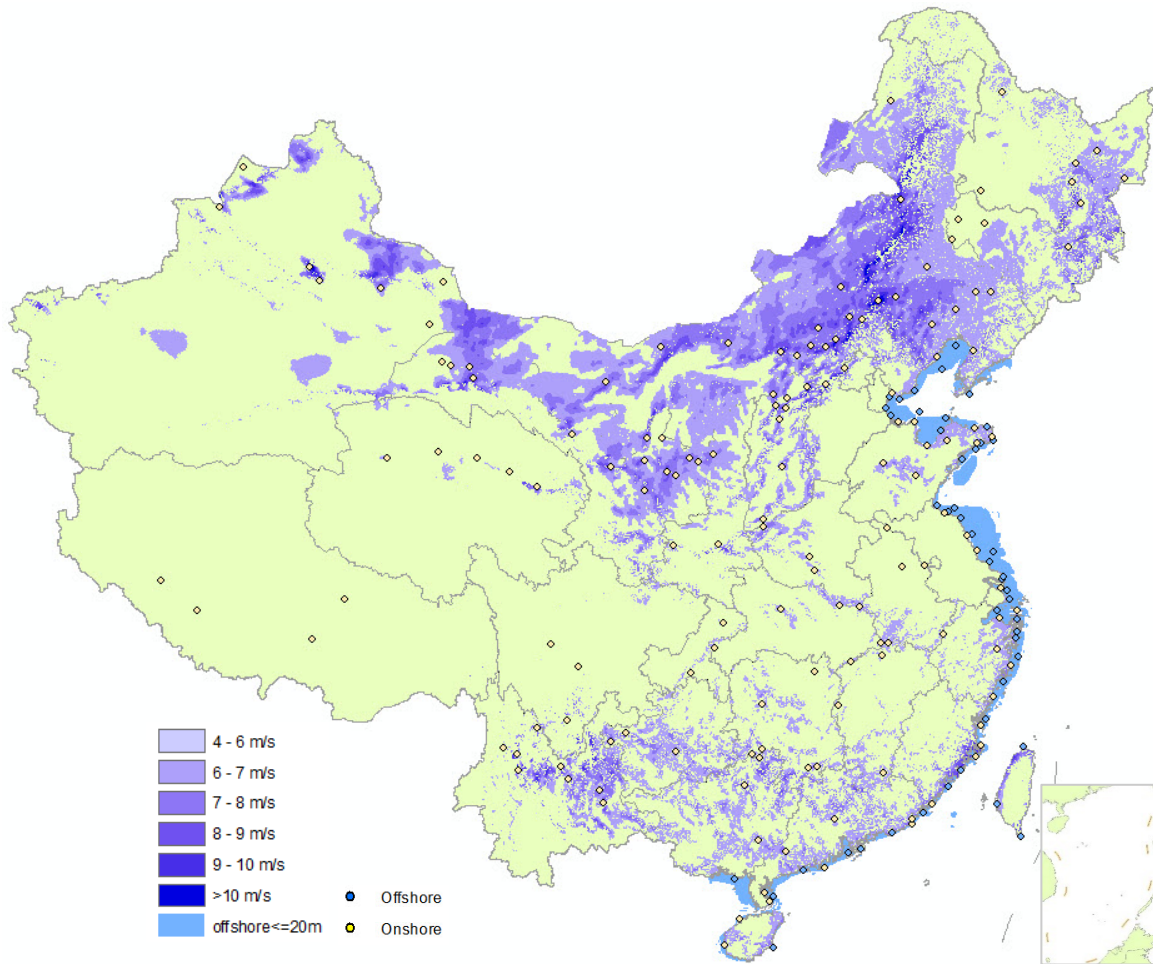 4 - 6 m/s
6 - 7 m/s
7 - 8 m/s
8 - 9 m/s
9 - 10 m/s
>10 m/s
offshore<=20m
Offshore
Onshore